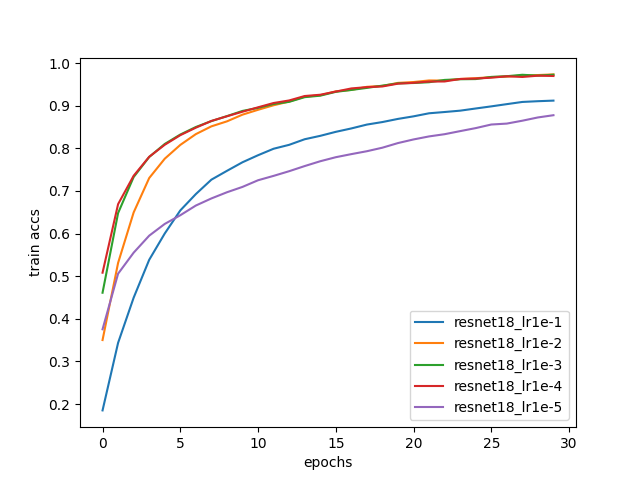 1.0
0.9
0.8
0.7
0.6
0.5
0.4
0.3
0.2
train accs
0 5 10 15 20 25 30
epochs
resnet18_lr1e-1
resnet18_lr1e-2
resnet18_lr1e-3
resnet18_lr1e-4
resnet18_lr1e-5